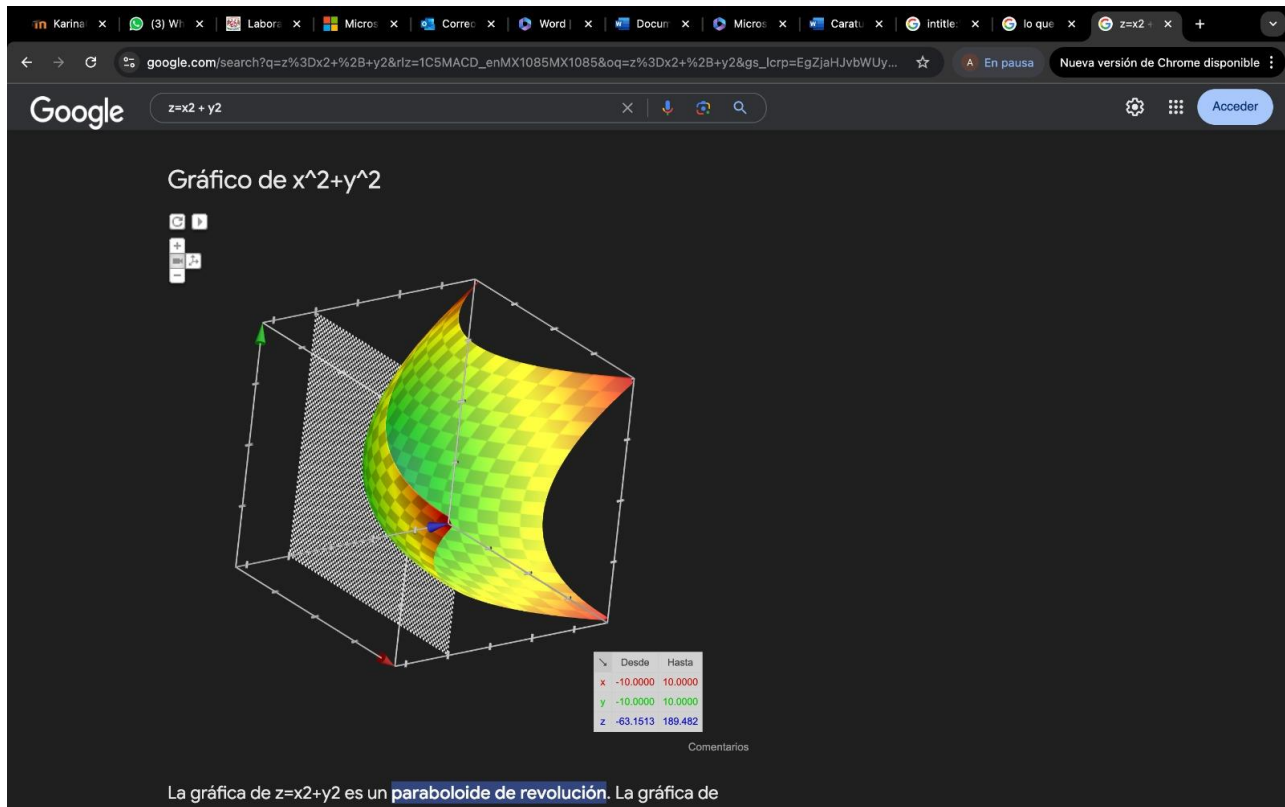 Karina
(3) Wh
Labora
Micros
Correc
Word |
Docum
Micros
Caratu
intitle:
lo que
z=x2 +
google.com/search?q=z%3Dx2+%2B+y2&rlz=1C5MACD_enMX1085MX1085&oq=z%3Dx2+%2B+y2&gs_lcrp=EgZjaHJvbWUy...
A En pausa
Nueva versión de Chrome disponible
Google
z=x2 + y2
Acceder
Gráfico de x^2+y^2
Desde Hasta
x -10.0000 10.0000
y -10.0000 10.0000
z -63.1513 189.482
Comentarios
La gráfica de z=x2+y2 es un paraboloide de revolución. La gráfica de